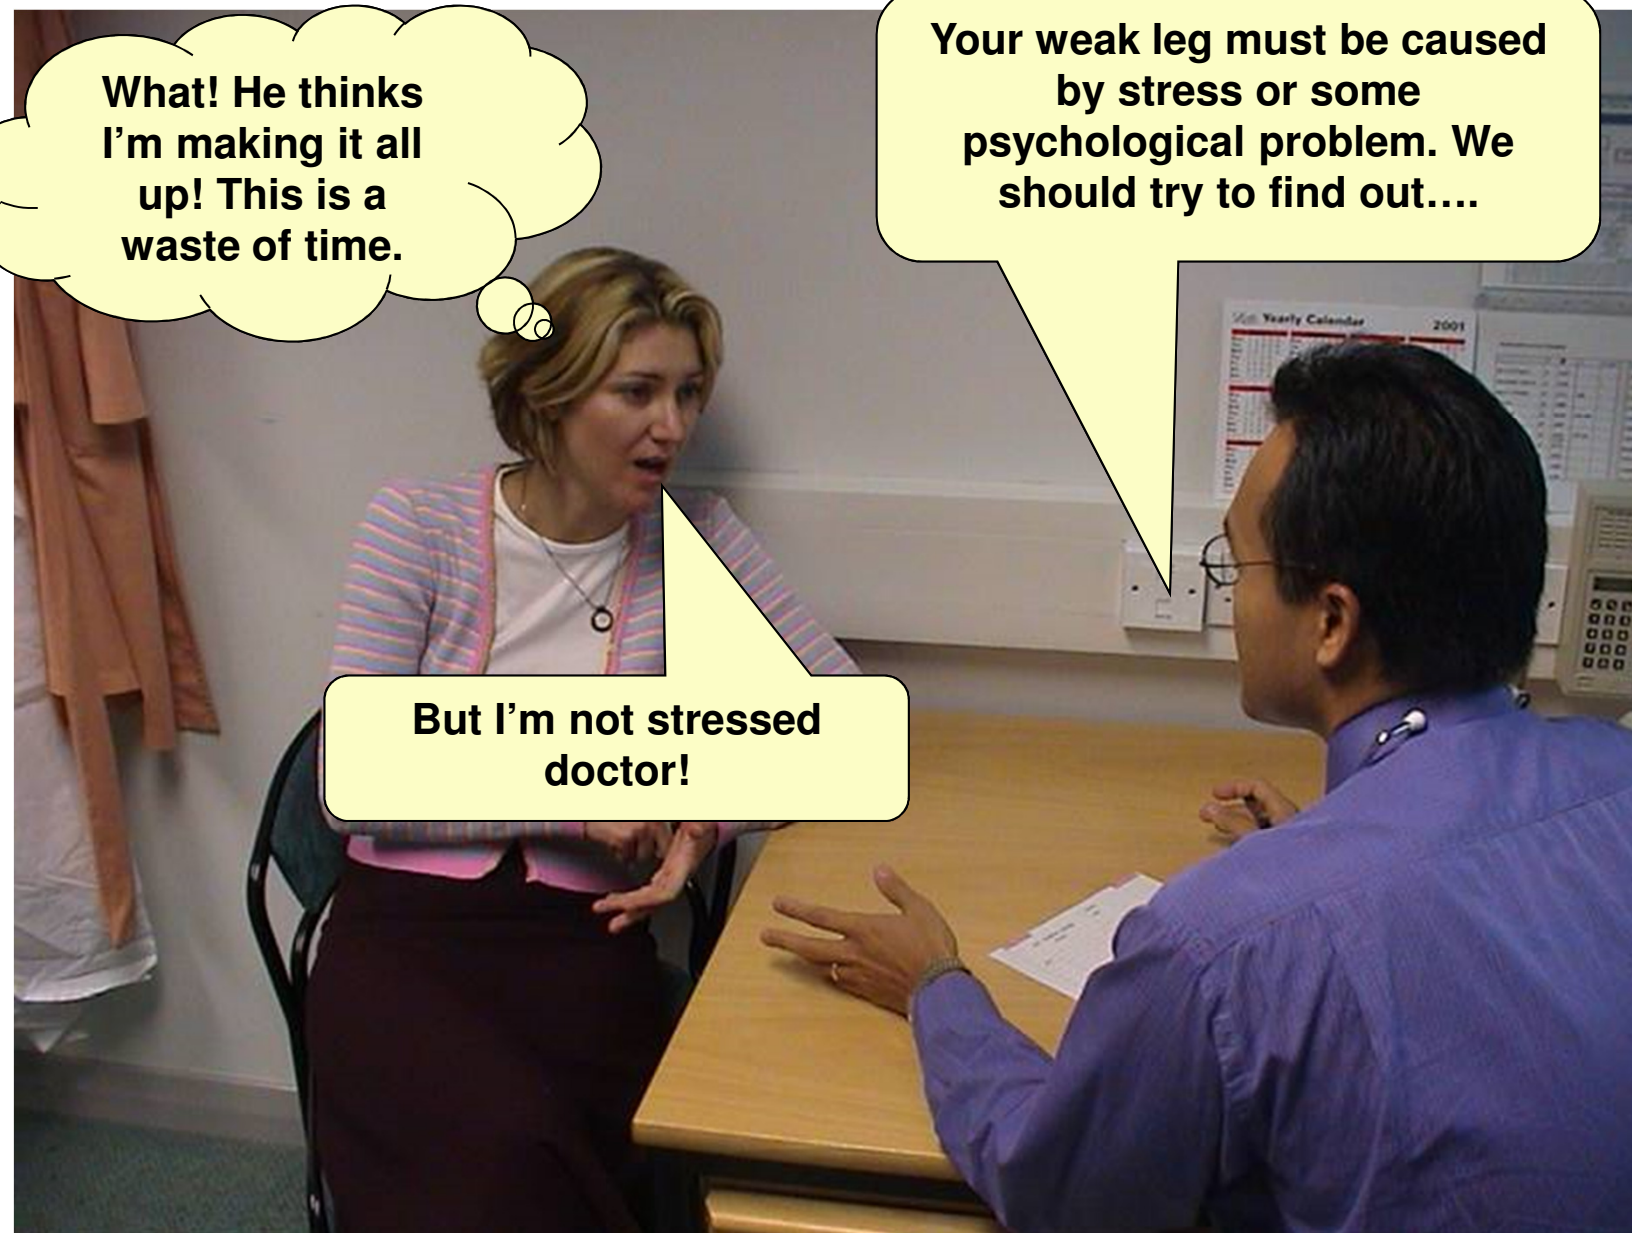 What! He thinks
I'm making it all
up! This is a
waste of time.
Your weak leg must be caused
by stress or some
psychological problem. We
should try to find out….
Yearly Calendar 2001
But I'm not stressed
doctor!